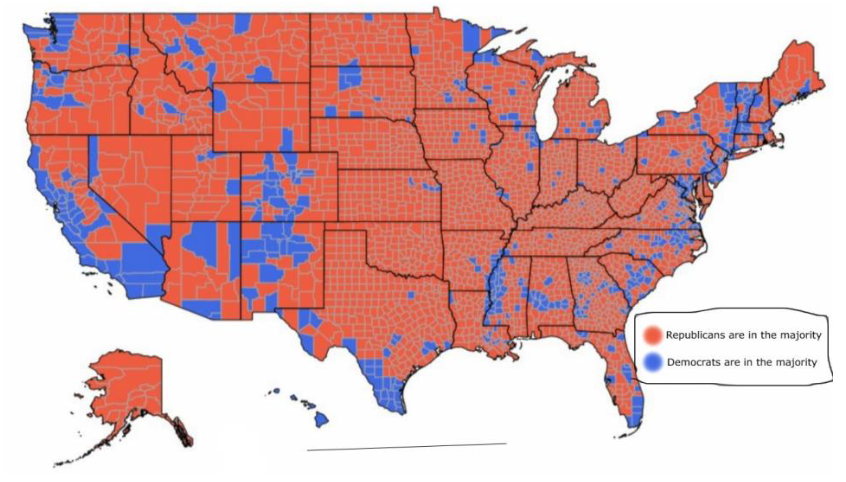 Republicans are in the majority
Democrats are in the majority